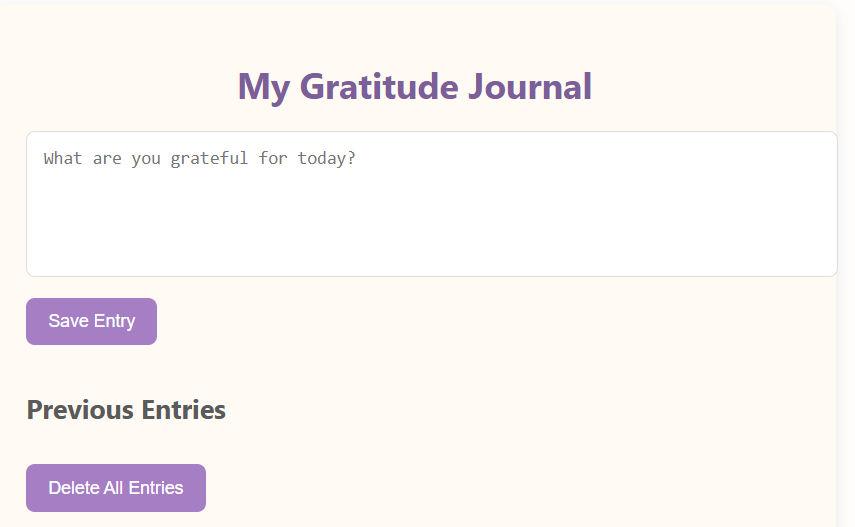 My Gratitude Journal
What are you grateful for today?
Save Entry
Previous Entries
Delete All Entries